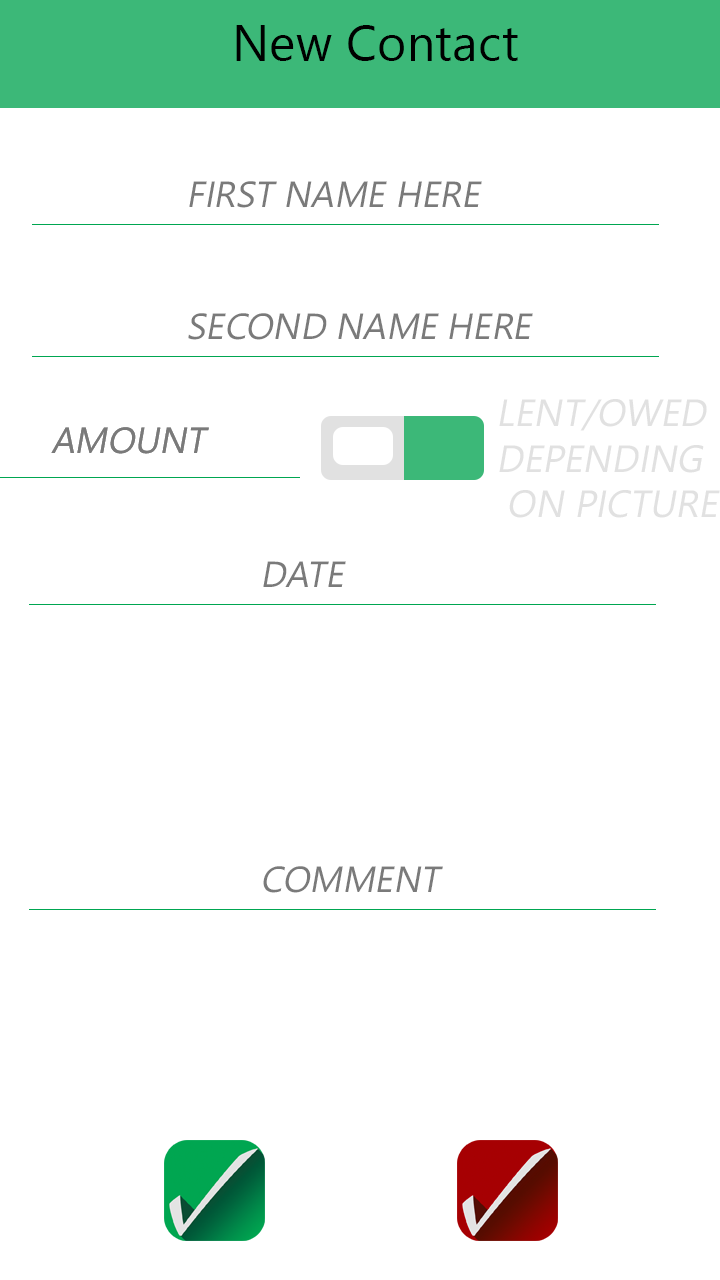 New Contact
FIRST NAME HERE
SECOND NAME HERE
AMOUNT
LENT/OWED
DEPENDING
ON PICTURE
DATE
COMMENT